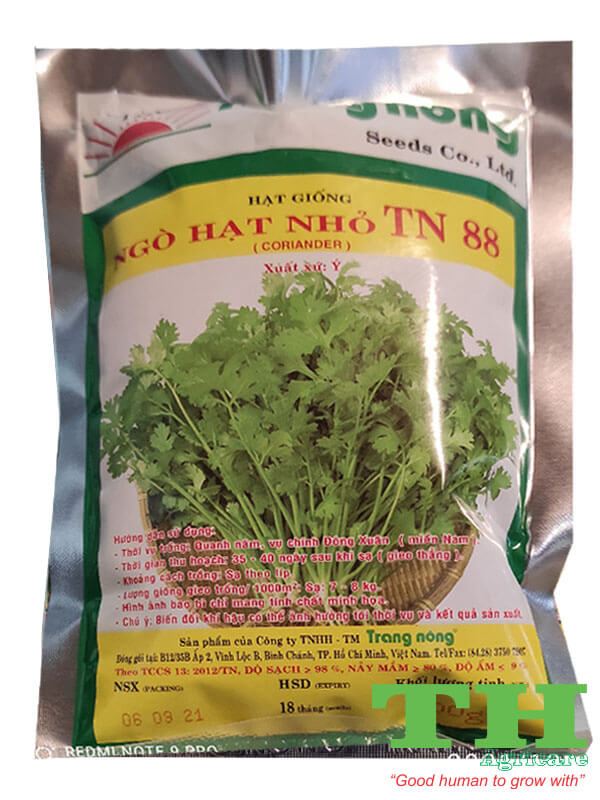 Seeds Co., Ltd.
HẠT GIỐNG
NGÒ HẠT NHỎ TN 88
( CORIANDER )
Xuất xứ: Ý
Hướng dẫn sử dụng:
- Thời vụ trồng: Quanh năm, vụ chính Đông Xuân ( miền Nam ).
- Thời gian thu hoạch: 35 - 40 ngày sau khi sạ ( gieo thẳng ).
- Khoảng cách trồng: Sạ theo líp.
- Lượng giống gieo trồng/ 1000m²: Sạ: 7 - 8 kg.
- Hình ảnh bao bì chỉ mang tính chất minh họa.
- Chú ý: Biến đổi khí hậu có thể ảnh hưởng tới thời vụ và kết quả sản xuất.
Sản phẩm của Công ty TNHH - TM Trang nông
Đóng gói tại: B12/35B Ấp 2, Vĩnh Lộc B, Bình Chánh, TP. Hồ Chí Minh, Việt Nam. Tel/Fax: (84.28) 3750
Theo TCCS 13: 2012/TN, ĐỘ SẠCH ≥ 98 %, NẢY MẦM ≥ 80 %, ĐỘ ẨM ≤ 9 %
NSX (PACKING) HSD (EXPIRY) Khối lượng tịnh
06 09 21 18 tháng (months)
REDMI NOTE 9 PRO
TH
Agricare
“Good human to grow with”